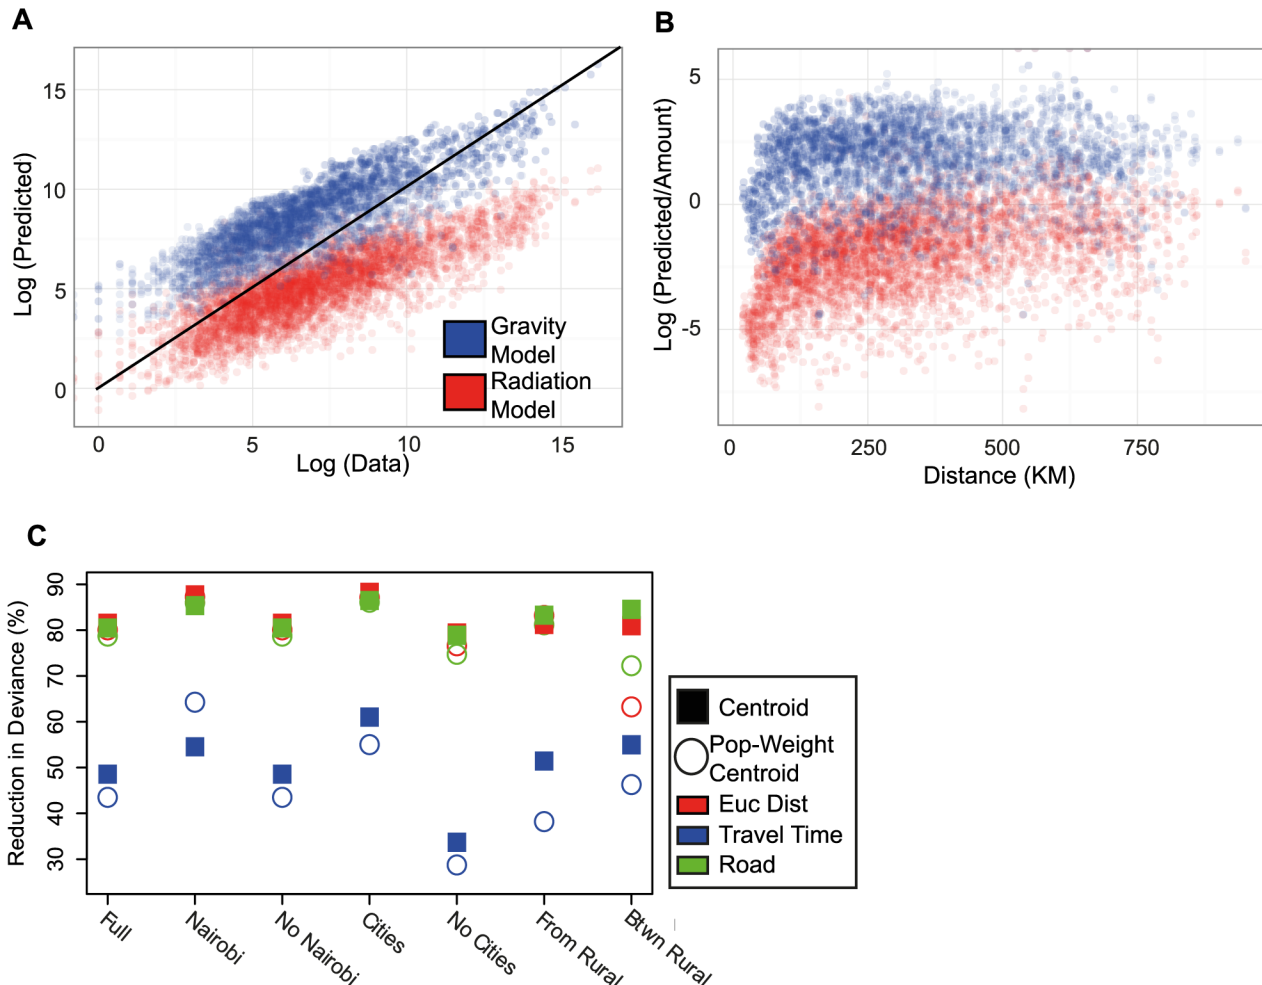 A
15
10
5
0
0
5
10
15
Log (Predicted)
Log (Data)
Gravity
Model
Radiation
Model
B
5
0
-5
0
250
500
750
Log (Predicted/Amount)
Distance (KM)
C
90
80
70
60
50
40
30
Reduction in Deviance (%)
Full
Nairobi
No Nairobi
Cities
No Cities
From Rural
Btwn Rural
Centroid
Pop-Weight
Centroid
Euc Dist
Travel Time
Road